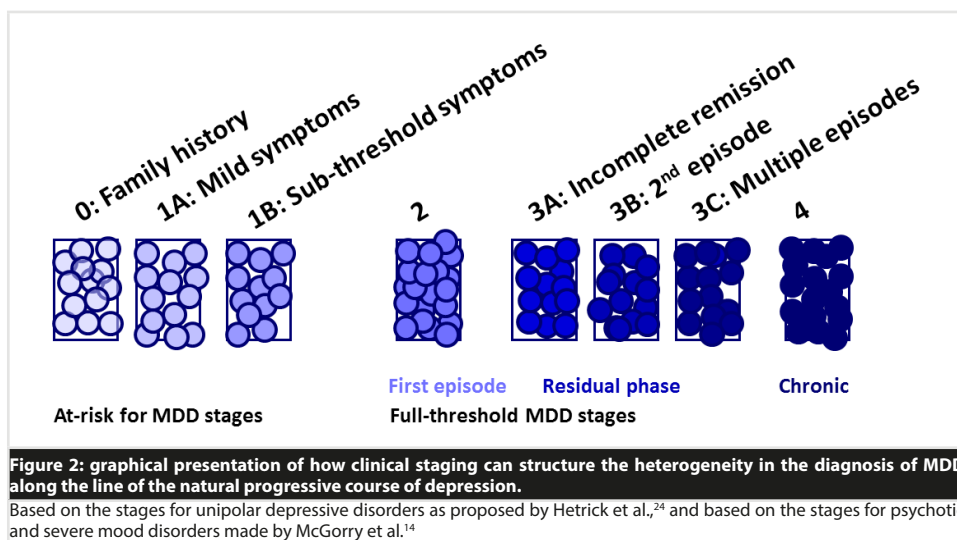 0: Family history
1A: Mild symptoms
1B: Sub-threshold symptoms
2
3A: Incomplete remission
3B: 2nd episode
3C: Multiple episodes
4
First episode
Residual phase
Chronic
At-risk for MDD stages
Full-threshold MDD stages
Figure 2: graphical presentation of how clinical staging can structure the heterogeneity in the diagnosis of MDD
along the line of the natural progressive course of depression.
Based on the stages for unipolar depressive disorders as proposed by Hetrick et al.,24 and based on the stages for psychoti
and severe mood disorders made by McGorry et al.14